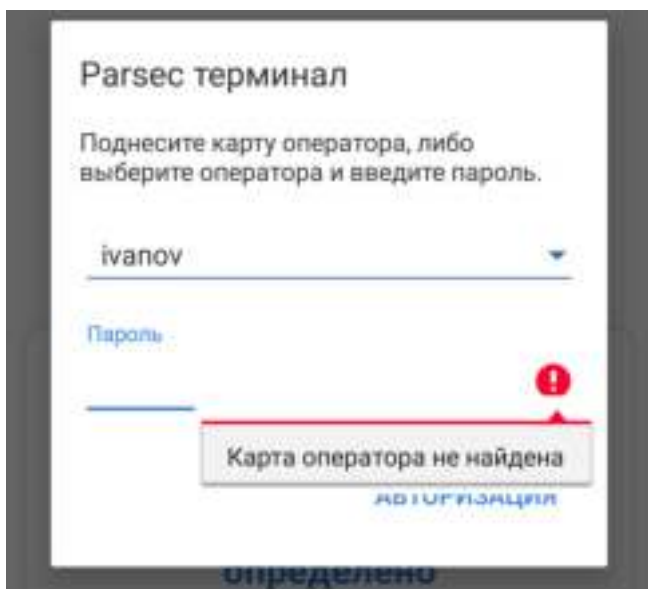 Parsec терминал
Поднесите карту оператора, либо
выберите оператора и введите пароль.
ivanov
Пароль
Карта оператора не найдена
АВТОРИЗАЦИЯ
определено